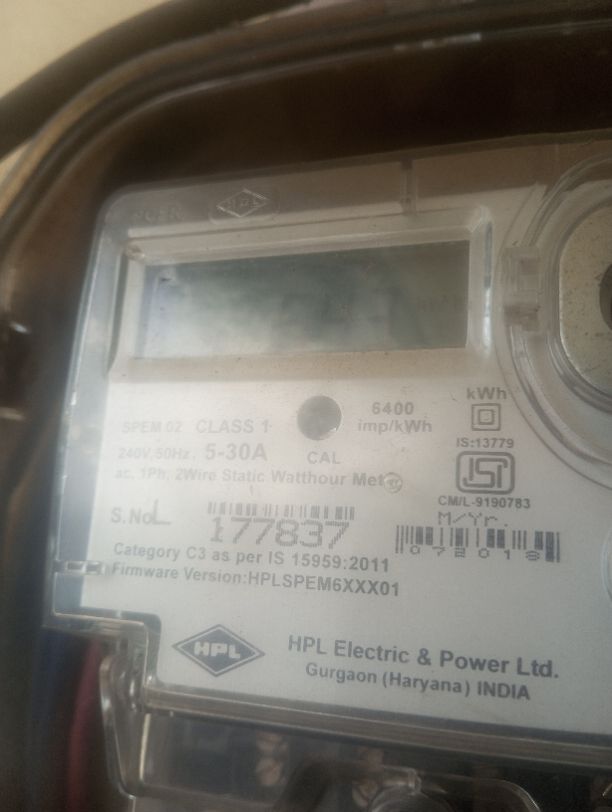 HPL
kWh
SPEM 02 CLASS 1
6400
imp/kWh
240V, 50Hz, 5-30A
CAL
IS:13779
ac, 1Ph, 2Wire Static Watthour Meter
ISI
CM/L-9190783
S.No.L 177837
M/Yr.
072018
Category C3 as per IS 15959:2011
Firmware Version:HPLSPEM6XXX01
HPL
HPL Electric & Power Ltd.
Gurgaon (Haryana) INDIA